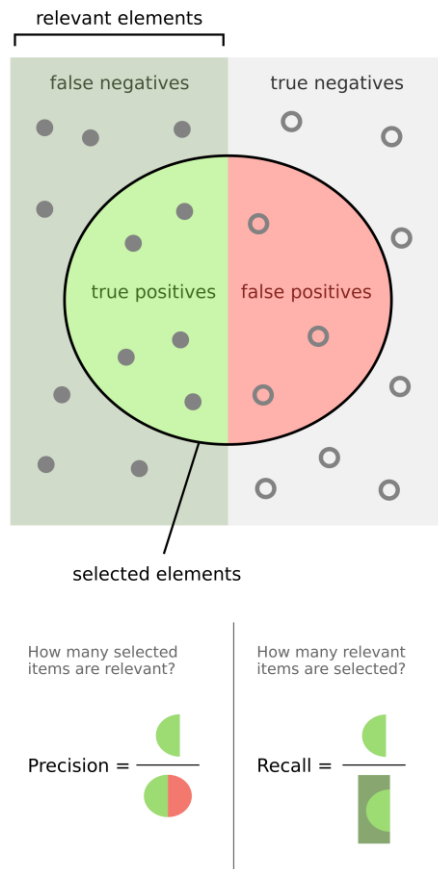 relevant elements
false negatives
true negatives
true positives
false positives
selected elements
How many selected
items are relevant?
How many relevant
items are selected?
Precision =
Recall =